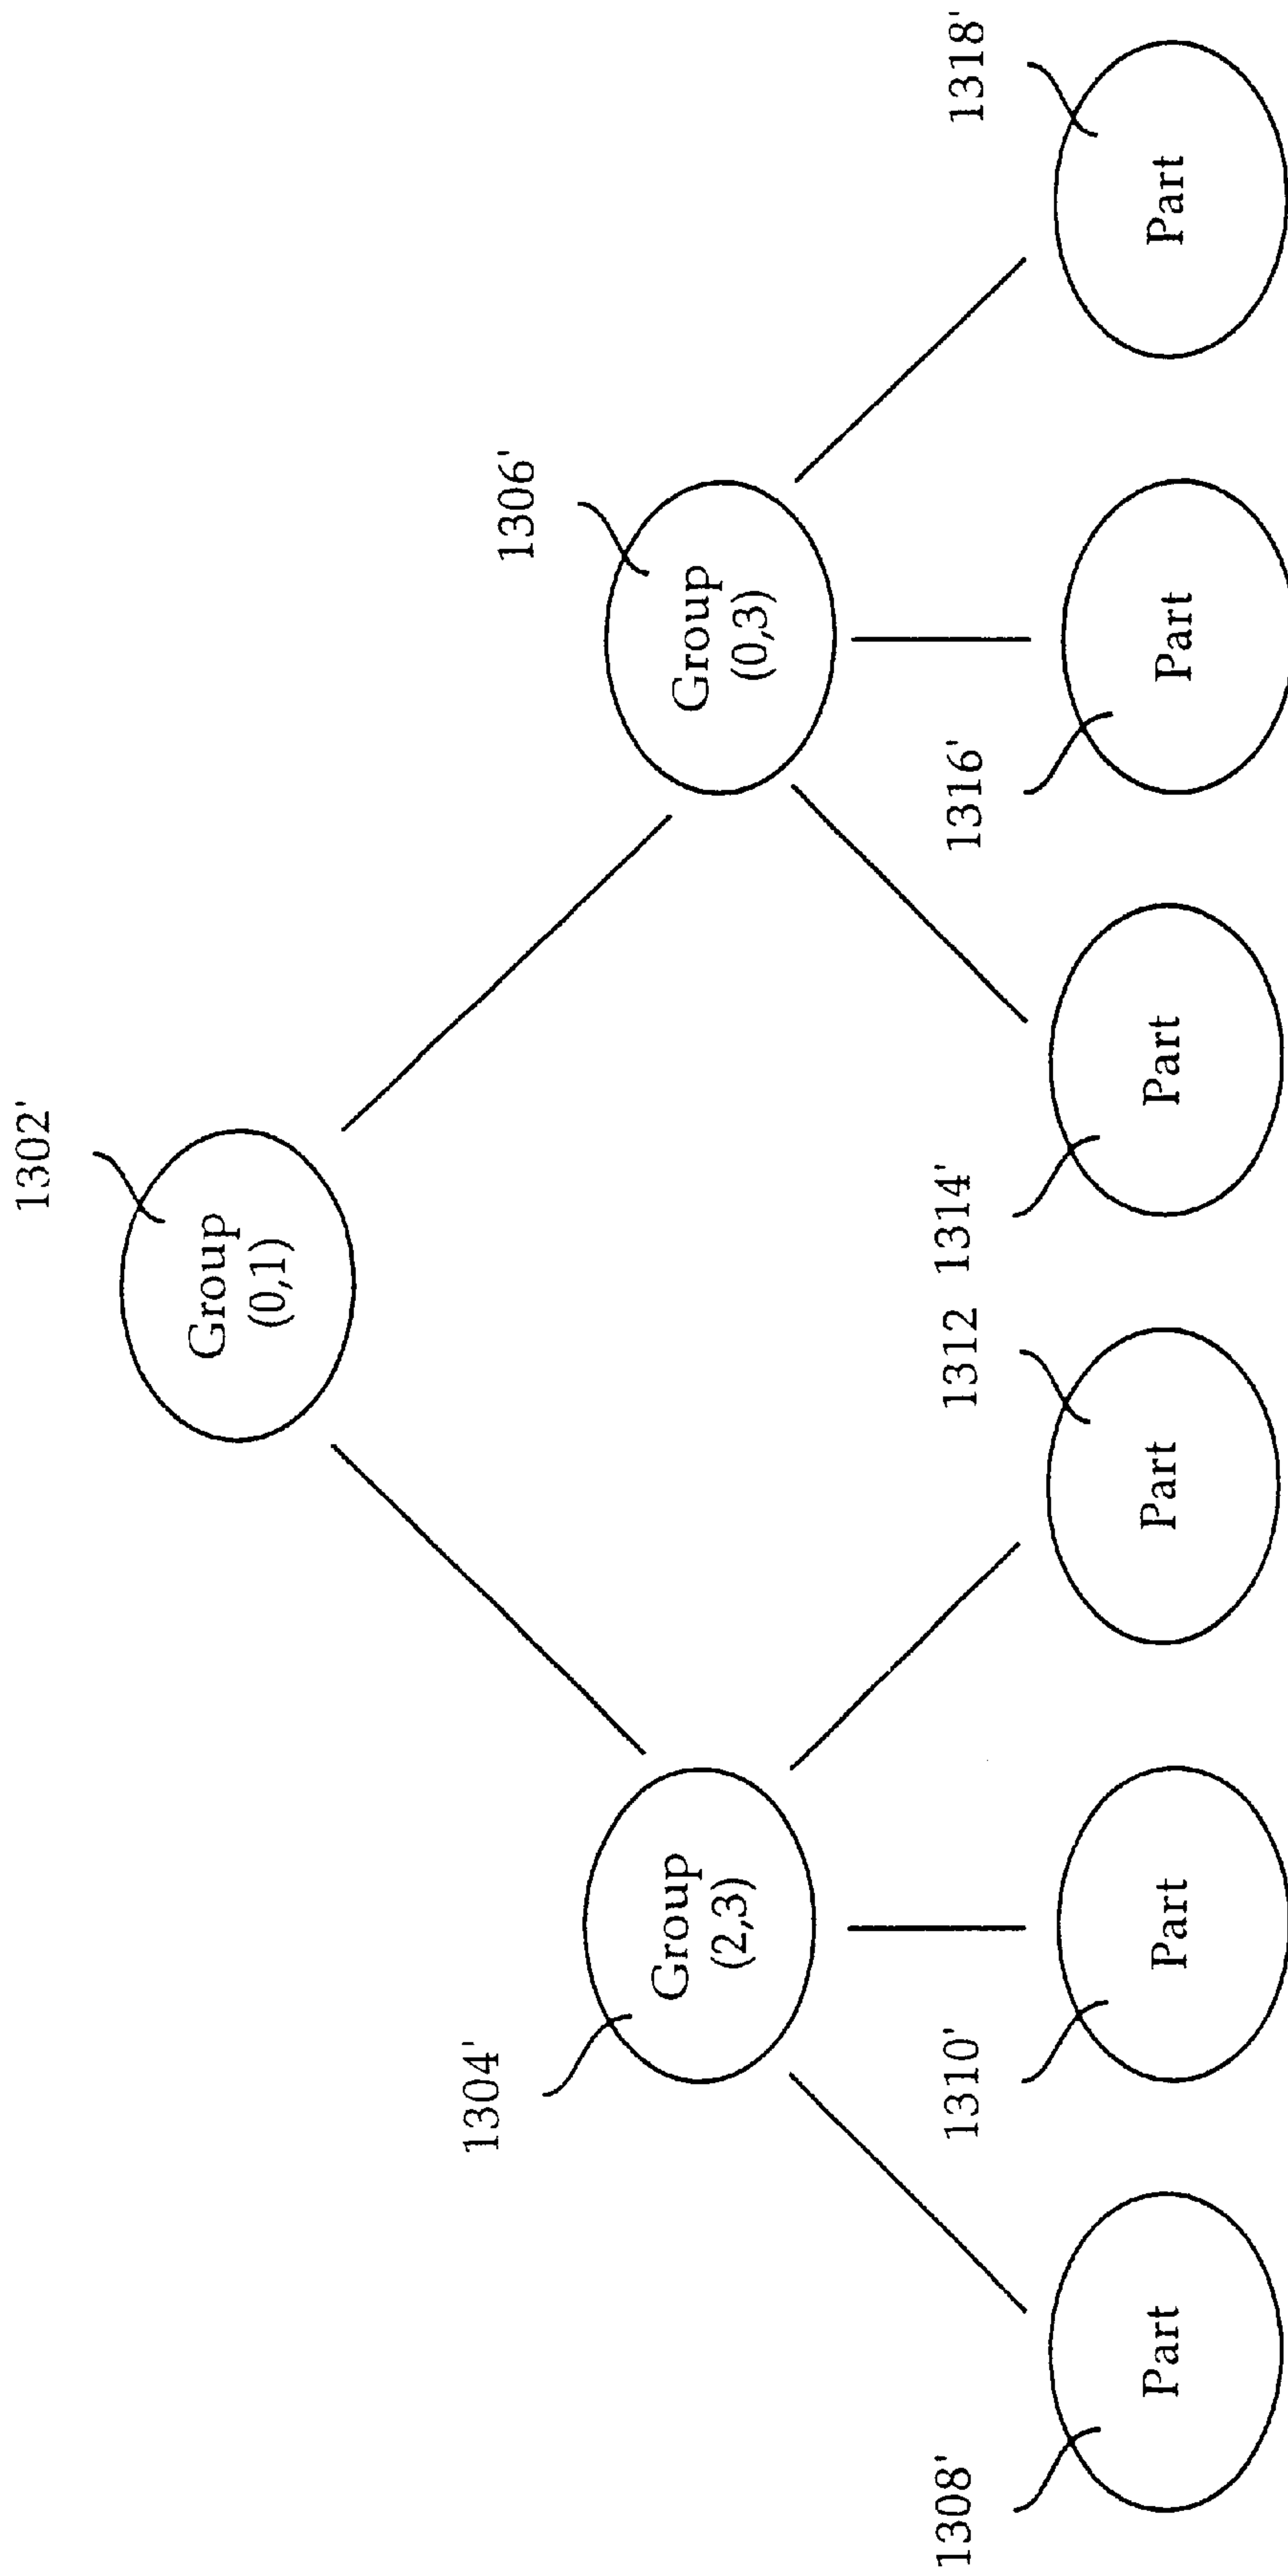 1302'
Group
(0,1)
1304'
Group
(2,3)
1306'
Group
(0,3)
1308'
Part
1310'
Part
1312
Part
1314'
Part
1316'
Part
1318'
Part